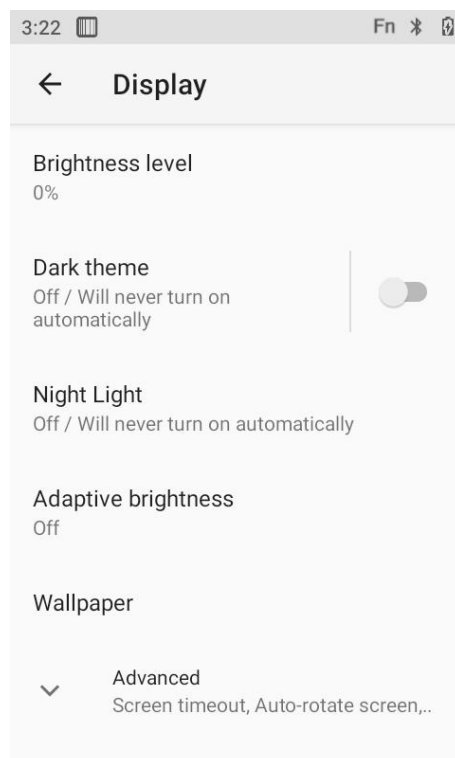 3:22 Fn
Display
Brightness level
0%
Dark theme
Off / Will never turn on
automatically
Night Light
Off / Will never turn on automatically
Adaptive brightness
Off
Wallpaper
Advanced
Screen timeout, Auto-rotate screen,..